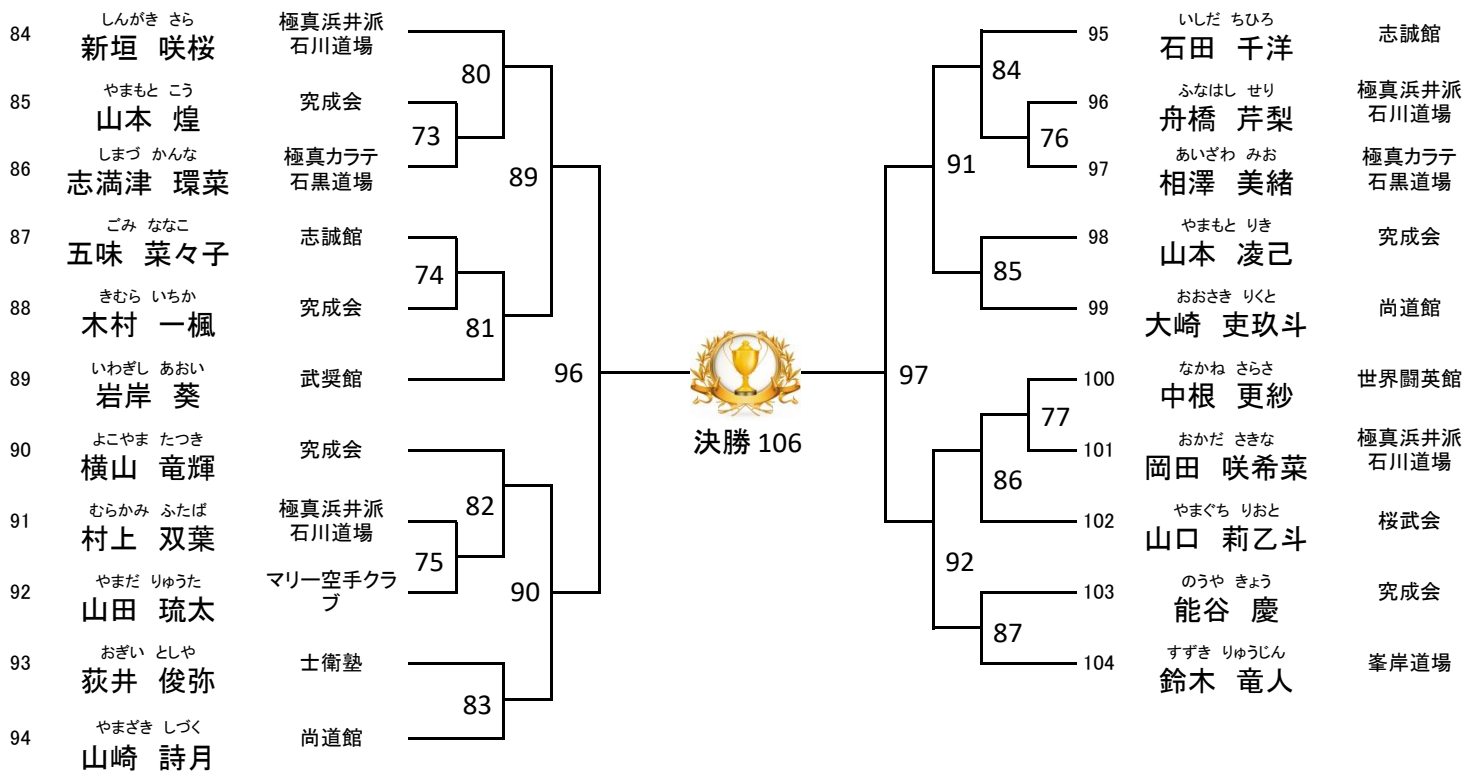 しんがき さら
84 新垣 咲桜 極真浜井派
石川道場
やまもと こう
85 山本 煌 究成会
しまづ かんな
86 志満津 環菜 極真カラテ
石黒道場
ごみ ななこ
87 五味 菜々子 志誠館
きむら いちか
88 木村 一楓 究成会
いわぎし あおい
89 岩岸 葵 武奨館
よこやま たつき
90 横山 竜輝 究成会
むらかみ ふたば
91 村上 双葉 極真浜井派
石川道場
やまだ りゅうた
92 山田 琉太 マリー空手クラ
ブ
おぎい としや
93 荻井 俊弥 士衛塾
やまざき しづく
94 山崎 詩月 尚道館
80
73
89
74
81
96
82
75
90
83
決勝 106
84
76
91
85
97
77
86
92
87
いしだ ちひろ
95 石田 千洋 志誠館
ふなはし せり
96 舟橋 芹梨 極真浜井派
石川道場
あいざわ みお
97 相澤 美緒 極真カラテ
石黒道場
やまもと りき
98 山本 凌己 究成会
おおさき りくと
99 大崎 吏玖斗 尚道館
なかね さらさ
100 中根 更紗 世界闘英館
おかだ さきな
101 岡田 咲希菜 極真浜井派
石川道場
やまぐち りおと
102 山口 莉乙斗 桜武会
のうや きょう
103 能谷 慶 究成会
すずき りゅうじん
104 鈴木 竜人 峯岸道場